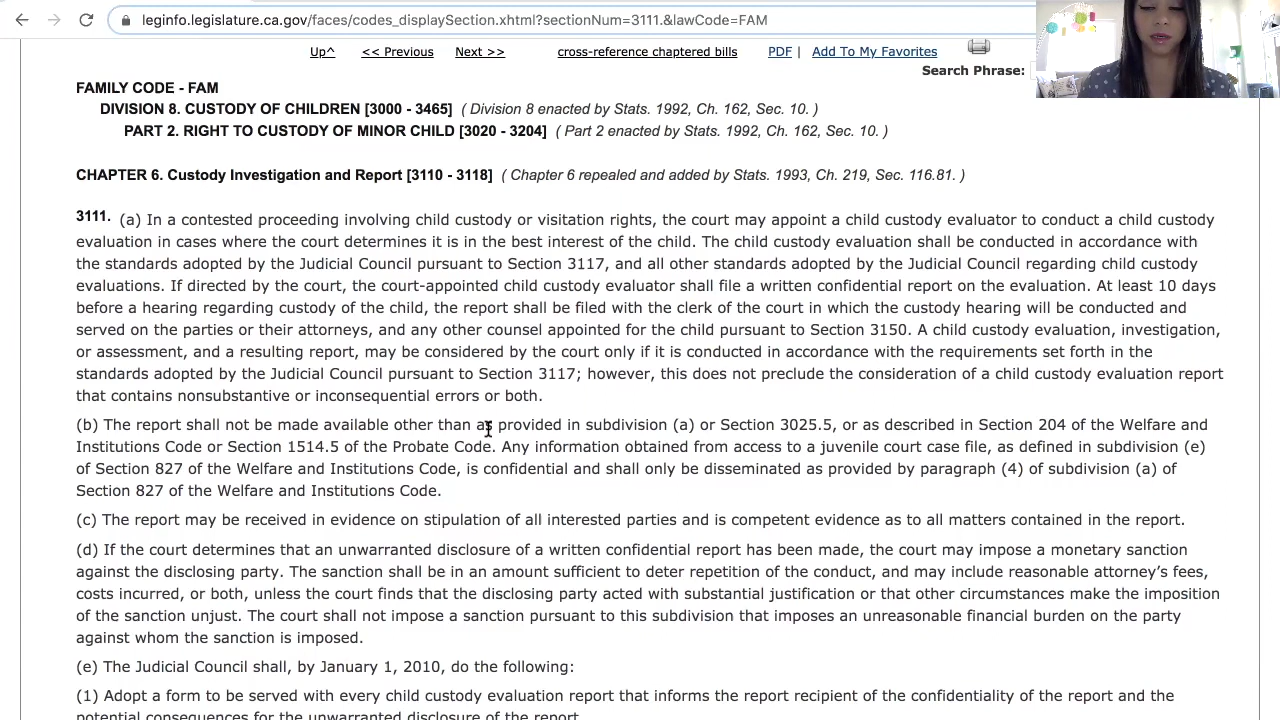 leginfo.legislature.ca.gov/faces/codes_displaySection.xhtml?sectionNum=3111.&lawCode=FAM
Up^ << Previous Next >> cross-reference chaptered bills PDF | Add To My Favorites
Search Phrase:
FAMILY CODE - FAM
DIVISION 8. CUSTODY OF CHILDREN [3000 - 3465] ( Division 8 enacted by Stats. 1992, Ch. 162, Sec. 10. )
PART 2. RIGHT TO CUSTODY OF MINOR CHILD [3020 - 3204] ( Part 2 enacted by Stats. 1992, Ch. 162, Sec. 10. )
CHAPTER 6. Custody Investigation and Report [3110 - 3118] ( Chapter 6 repealed and added by Stats. 1993, Ch. 219, Sec. 116.81. )
3111. (a) In a contested proceeding involving child custody or visitation rights, the court may appoint a child custody evaluator to conduct a child custody
evaluation in cases where the court determines it is in the best interest of the child. The child custody evaluation shall be conducted in accordance with
the standards adopted by the Judicial Council pursuant to Section 3117, and all other standards adopted by the Judicial Council regarding child custody
evaluations. If directed by the court, the court-appointed child custody evaluator shall file a written confidential report on the evaluation. At least 10 days
before a hearing regarding custody of the child, the report shall be filed with the clerk of the court in which the custody hearing will be conducted and
served on the parties or their attorneys, and any other counsel appointed for the child pursuant to Section 3150. A child custody evaluation, investigation,
or assessment, and a resulting report, may be considered by the court only if it is conducted in accordance with the requirements set forth in the
standards adopted by the Judicial Council pursuant to Section 3117; however, this does not preclude the consideration of a child custody evaluation report
that contains nonsubstantive or inconsequential errors or both.
(b) The report shall not be made available other than as provided in subdivision (a) or Section 3025.5, or as described in Section 204 of the Welfare and
Institutions Code or Section 1514.5 of the Probate Code. Any information obtained from access to a juvenile court case file, as defined in subdivision (e)
of Section 827 of the Welfare and Institutions Code, is confidential and shall only be disseminated as provided by paragraph (4) of subdivision (a) of
Section 827 of the Welfare and Institutions Code.
(c) The report may be received in evidence on stipulation of all interested parties and is competent evidence as to all matters contained in the report.
(d) If the court determines that an unwarranted disclosure of a written confidential report has been made, the court may impose a monetary sanction
against the disclosing party. The sanction shall be in an amount sufficient to deter repetition of the conduct, and may include reasonable attorney's fees,
costs incurred, or both, unless the court finds that the disclosing party acted with substantial justification or that other circumstances make the imposition
of the sanction unjust. The court shall not impose a sanction pursuant to this subdivision that imposes an unreasonable financial burden on the party
against whom the sanction is imposed.
(e) The Judicial Council shall, by January 1, 2010, do the following:
(1) Adopt a form to be served with every child custody evaluation report that informs the report recipient of the confidentiality of the report and the
potential consequences for the unwarranted disclosure of the report.